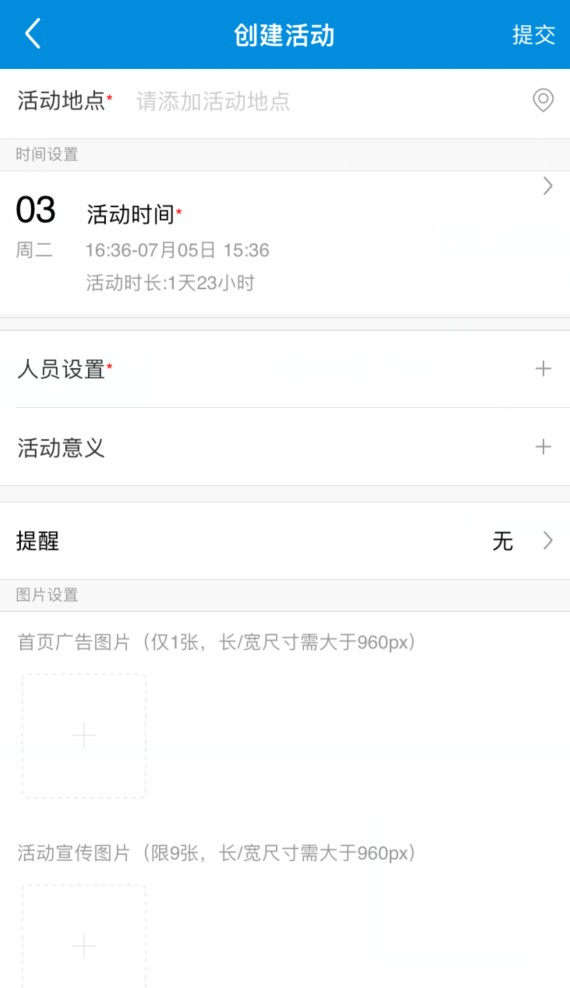 创建活动
提交
活动地点* 请添加活动地点
时间设置
03 活动时间*
周二 16:36-07月05日 15:36
活动时长:1天23小时
人员设置*
活动意义
提醒 无
图片设置
首页广告图片（仅1张，长/宽尺寸需大于960px）
活动宣传图片（限9张，长/宽尺寸需大于960px）